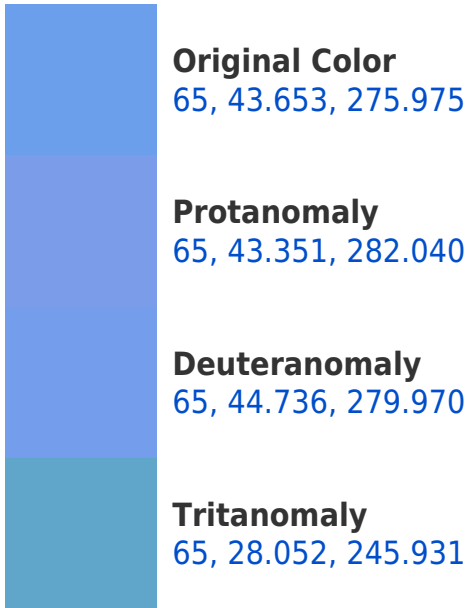 Original Color
65, 43.653, 275.975
Protanomaly
65, 43.351, 282.040
Deuteranomaly
65, 44.736, 279.970
Tritanomaly
65, 28.052, 245.931